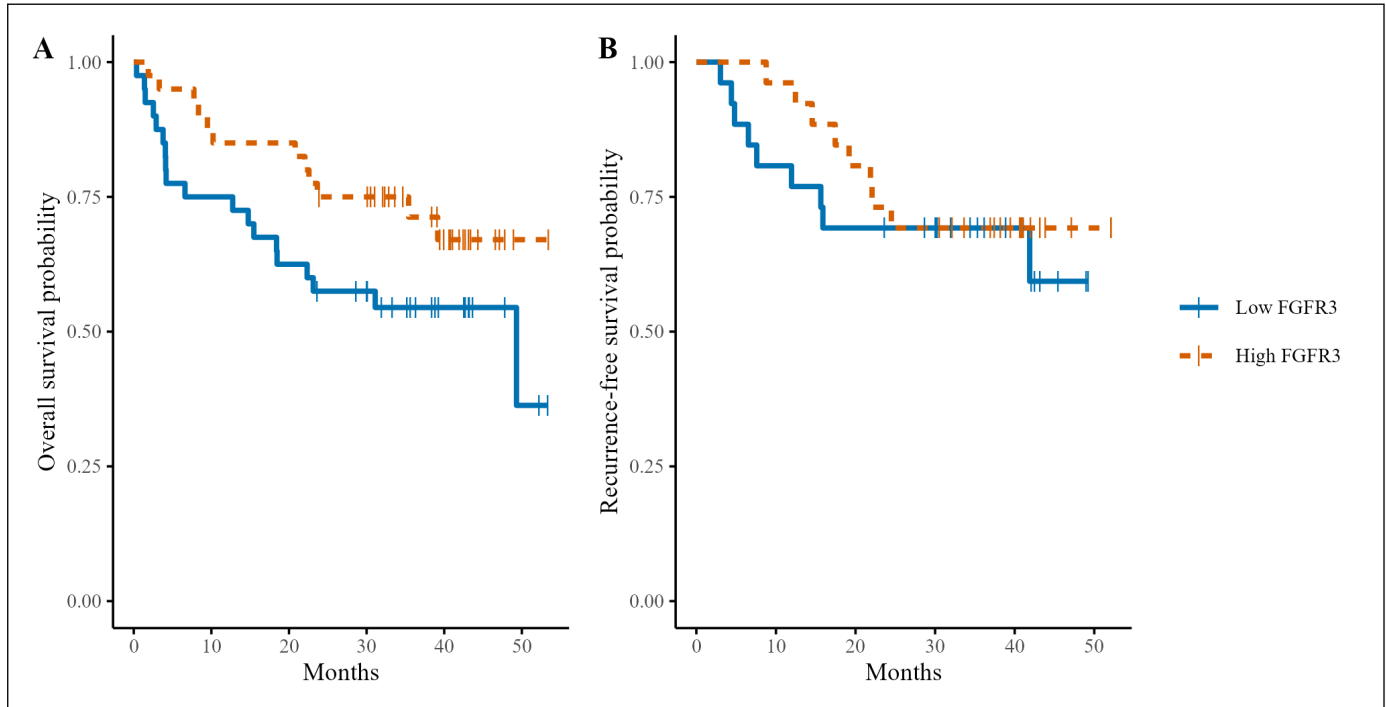 A
Overall survival probability
1.00
0.75
0.50
0.25
0.00
0 10 20 30 40 50
Months
B
Recurrence-free survival probability
1.00
0.75
0.50
0.25
0.00
0 10 20 30 40 50
Months
Low FGFR3
High FGFR3